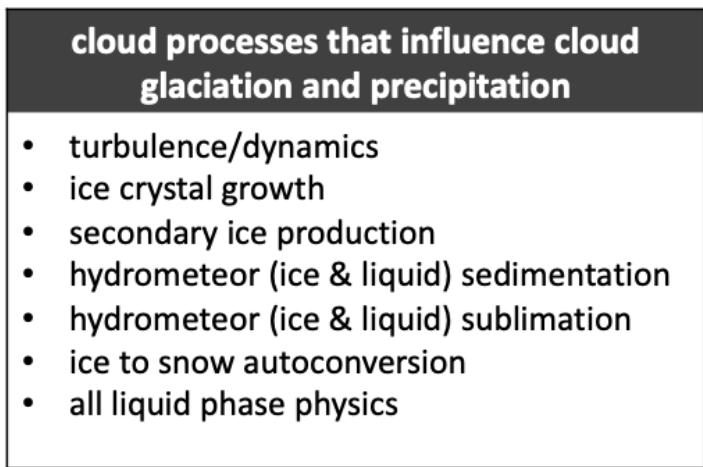 cloud processes that influence cloud
glaciation and precipitation
• turbulence/dynamics
• ice crystal growth
• secondary ice production
• hydrometeor (ice & liquid) sedimentation
• hydrometeor (ice & liquid) sublimation
• ice to snow autoconversion
• all liquid phase physics